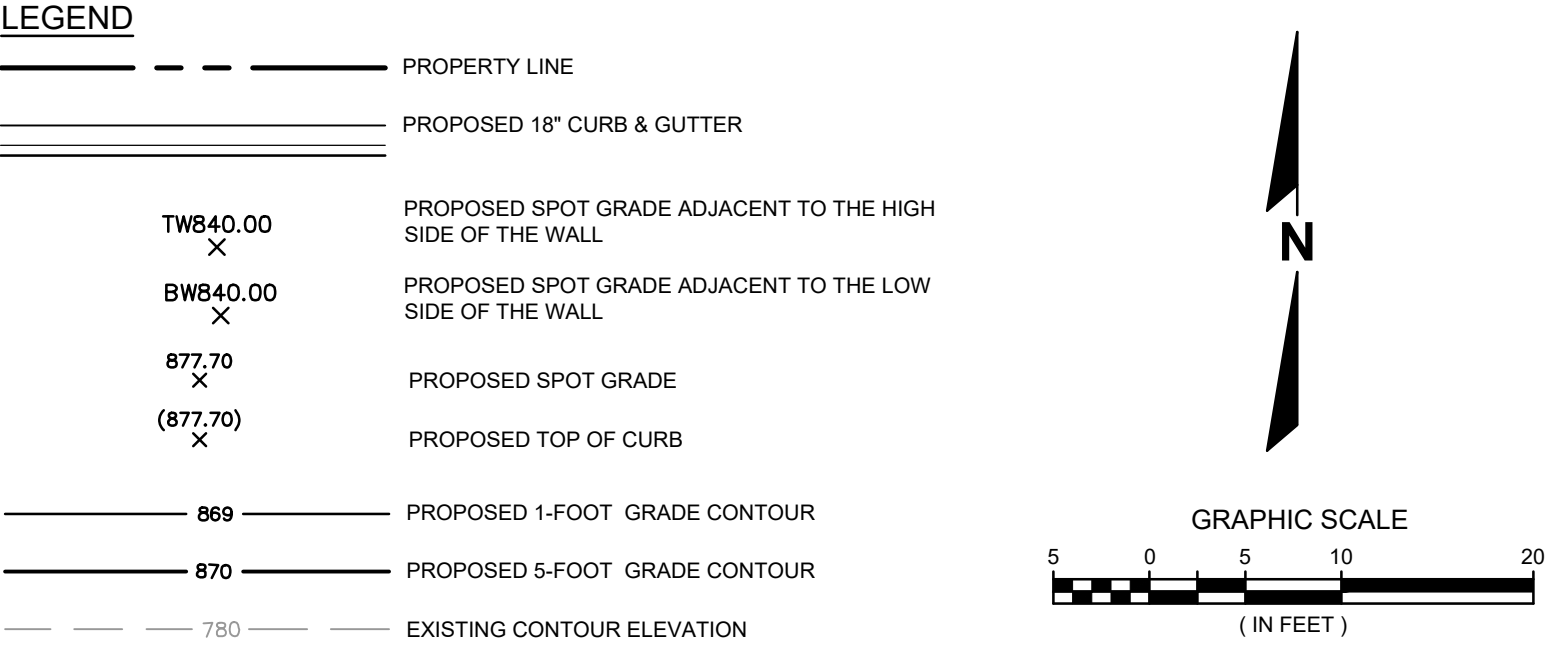 LEGEND
PROPERTY LINE
PROPOSED 18" CURB & GUTTER
TW840.00
PROPOSED SPOT GRADE ADJACENT TO THE HIGH
SIDE OF THE WALL
BW840.00
PROPOSED SPOT GRADE ADJACENT TO THE LOW
SIDE OF THE WALL
877.70
PROPOSED SPOT GRADE
(877.70)
PROPOSED TOP OF CURB
869 PROPOSED 1-FOOT GRADE CONTOUR
870 PROPOSED 5-FOOT GRADE CONTOUR
780 EXISTING CONTOUR ELEVATION
N
GRAPHIC SCALE
5 0 5 10 20
( IN FEET )